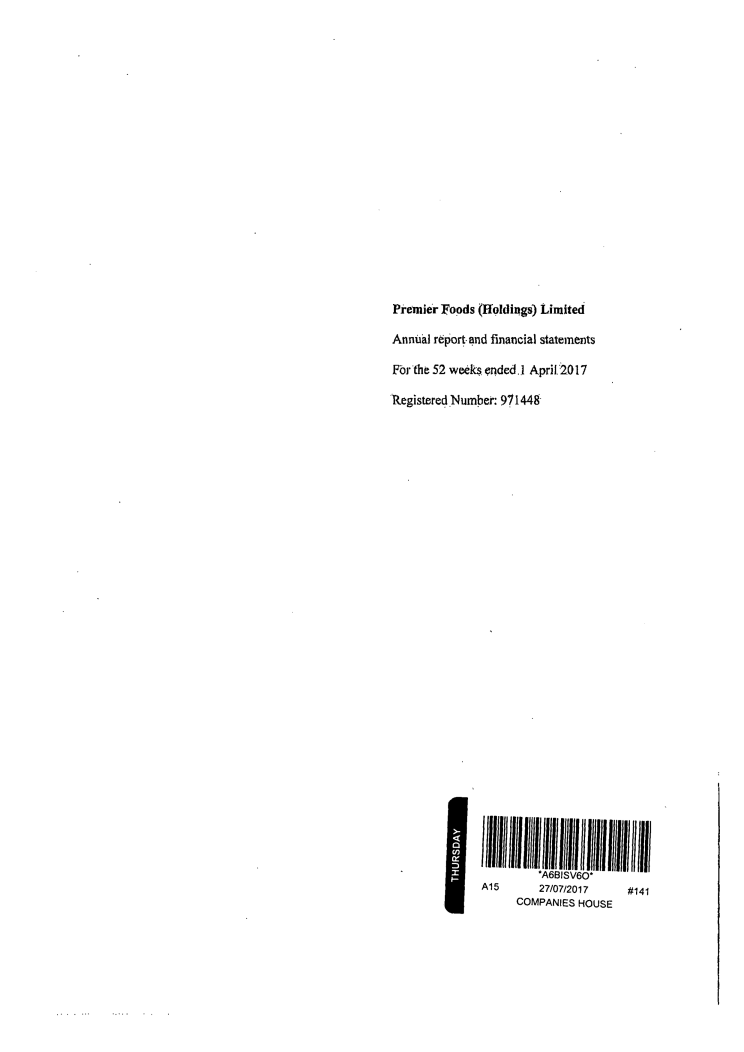 Premier Foods (Holdings) Limited
Annual report and financial statements
For the 52 weeks ended 1 April 2017
Registered Number: 971448
THURSDAY
*A6BISV6O*
A15 27/07/2017 #141
COMPANIES HOUSE